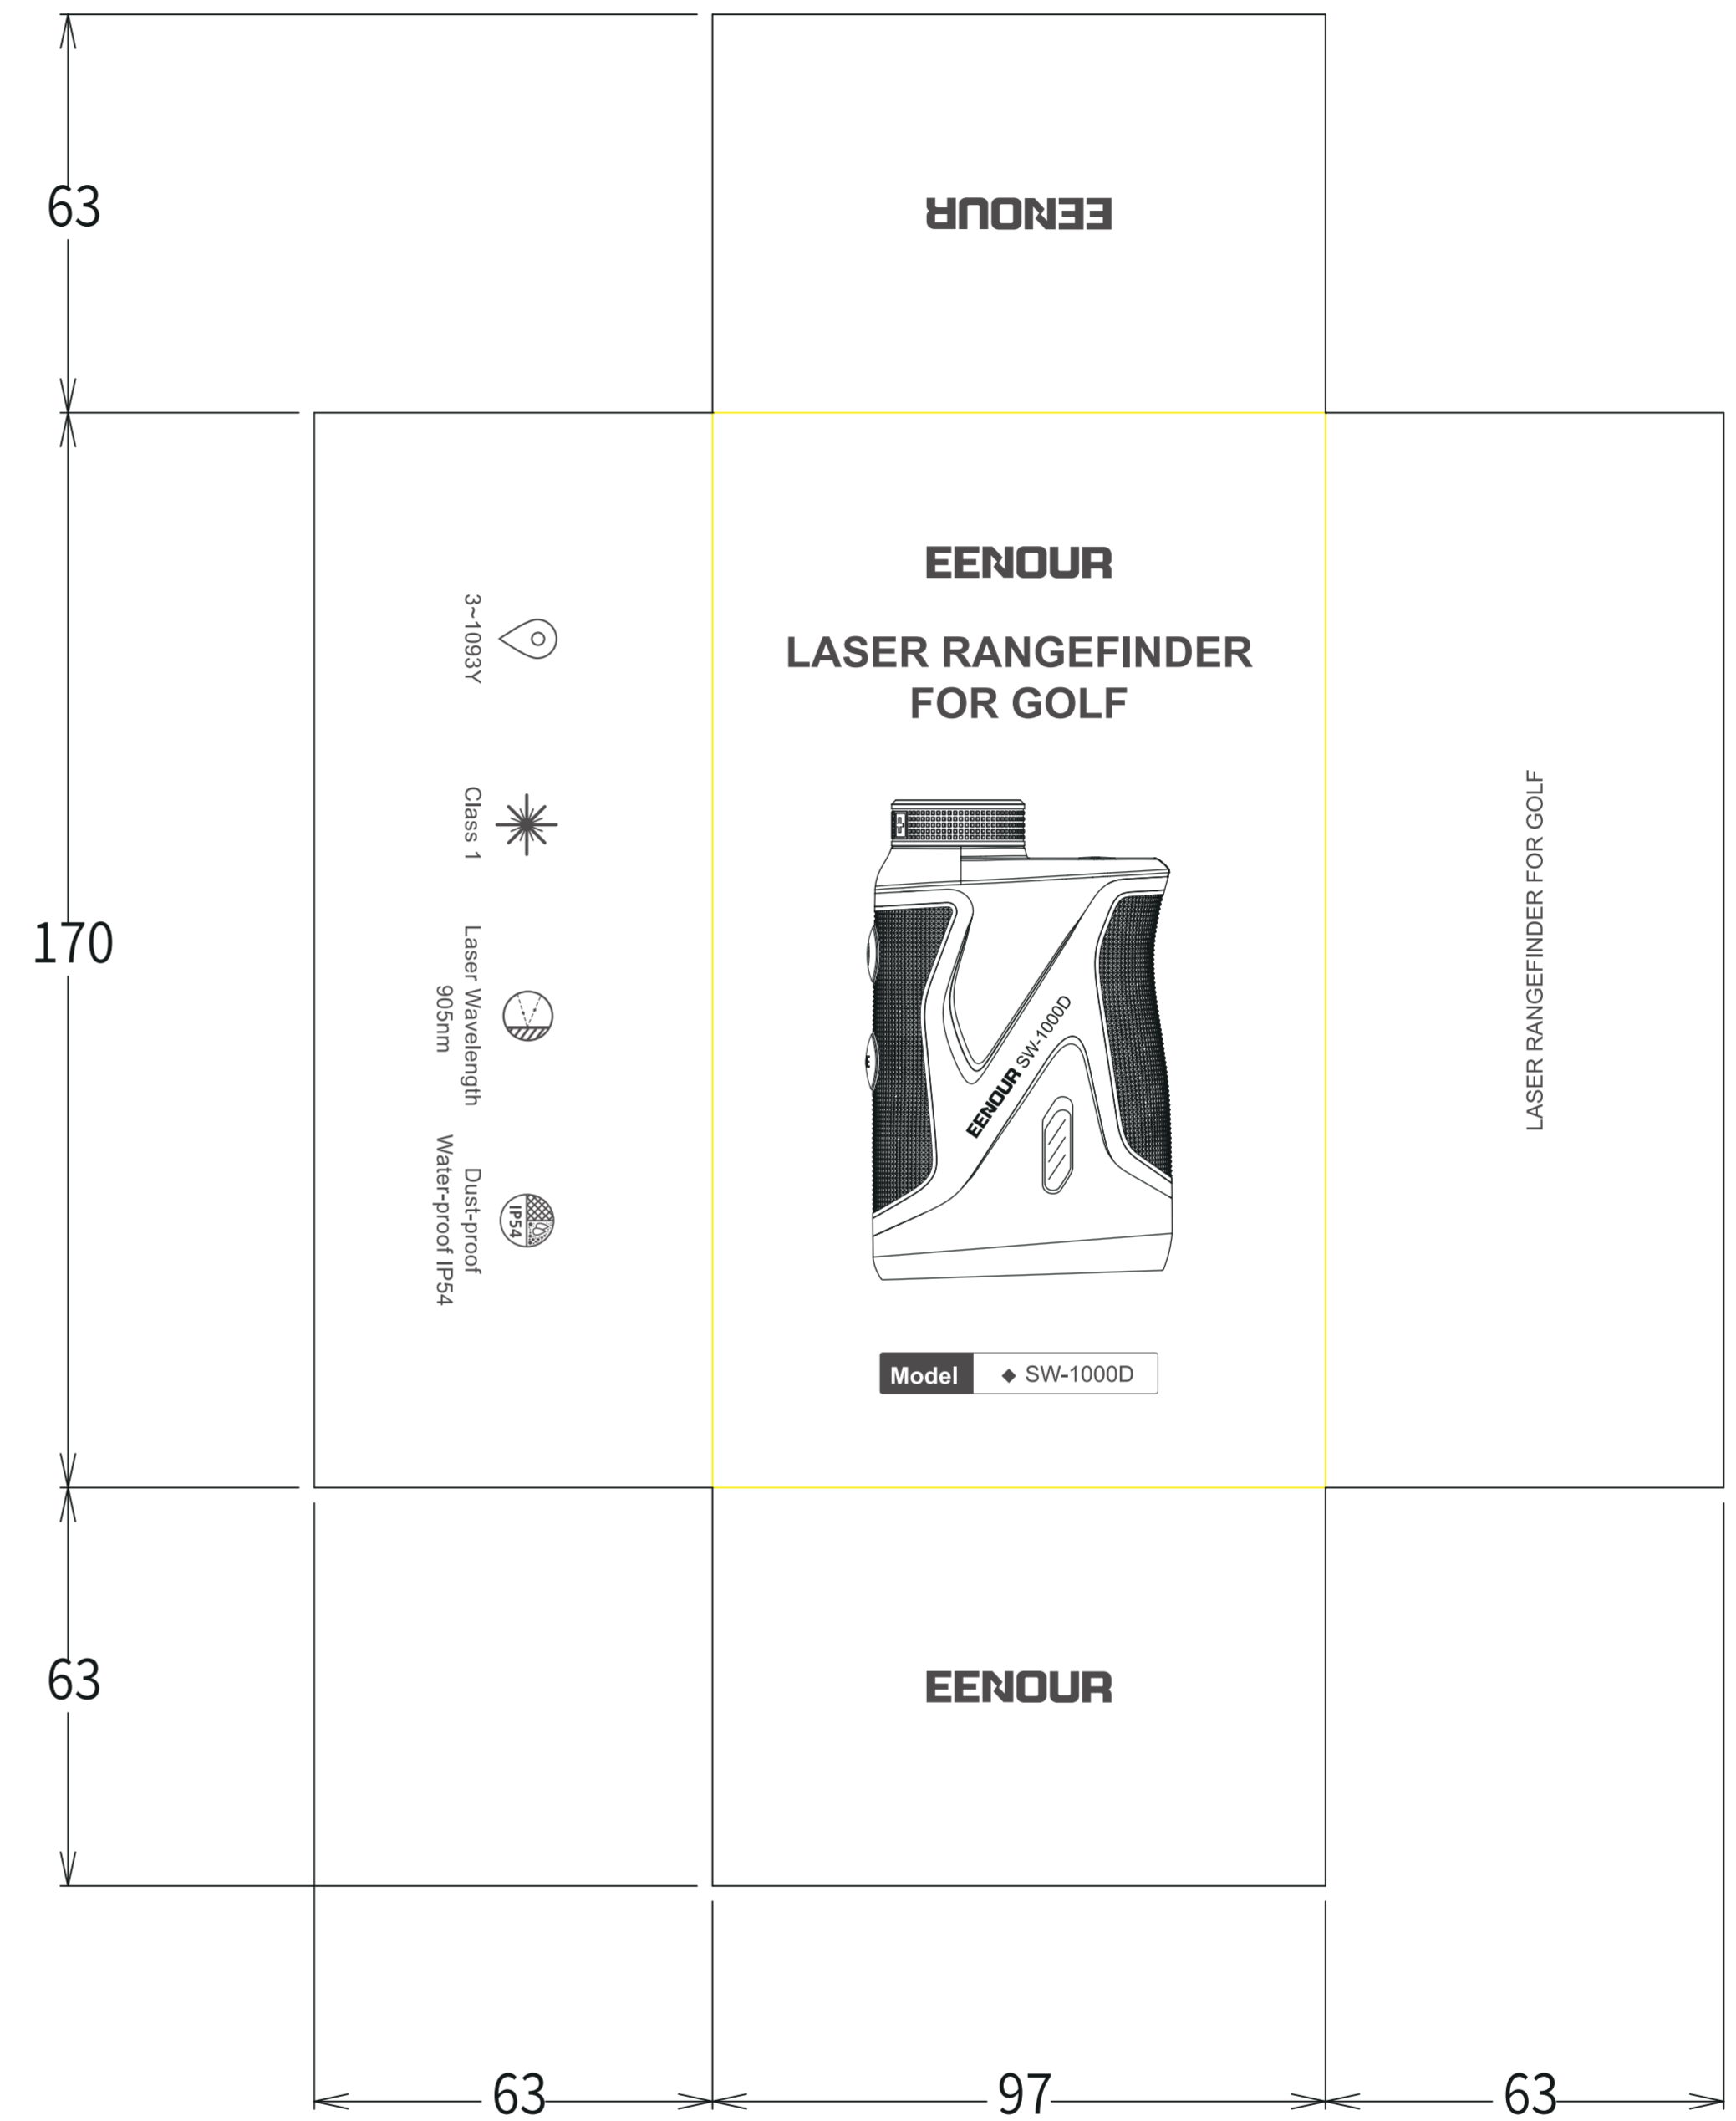 63
EENOUR
170
3~1093Y
Class 1
Laser Wavelength
905nm
Dust-proof
Water-proof IP54
IP54
EENOUR
LASER RANGEFINDER
FOR GOLF
EENOUR SW-1000D
Model ◆ SW-1000D
LASER RANGEFINDER FOR GOLF
63
EENOUR
63
97
63